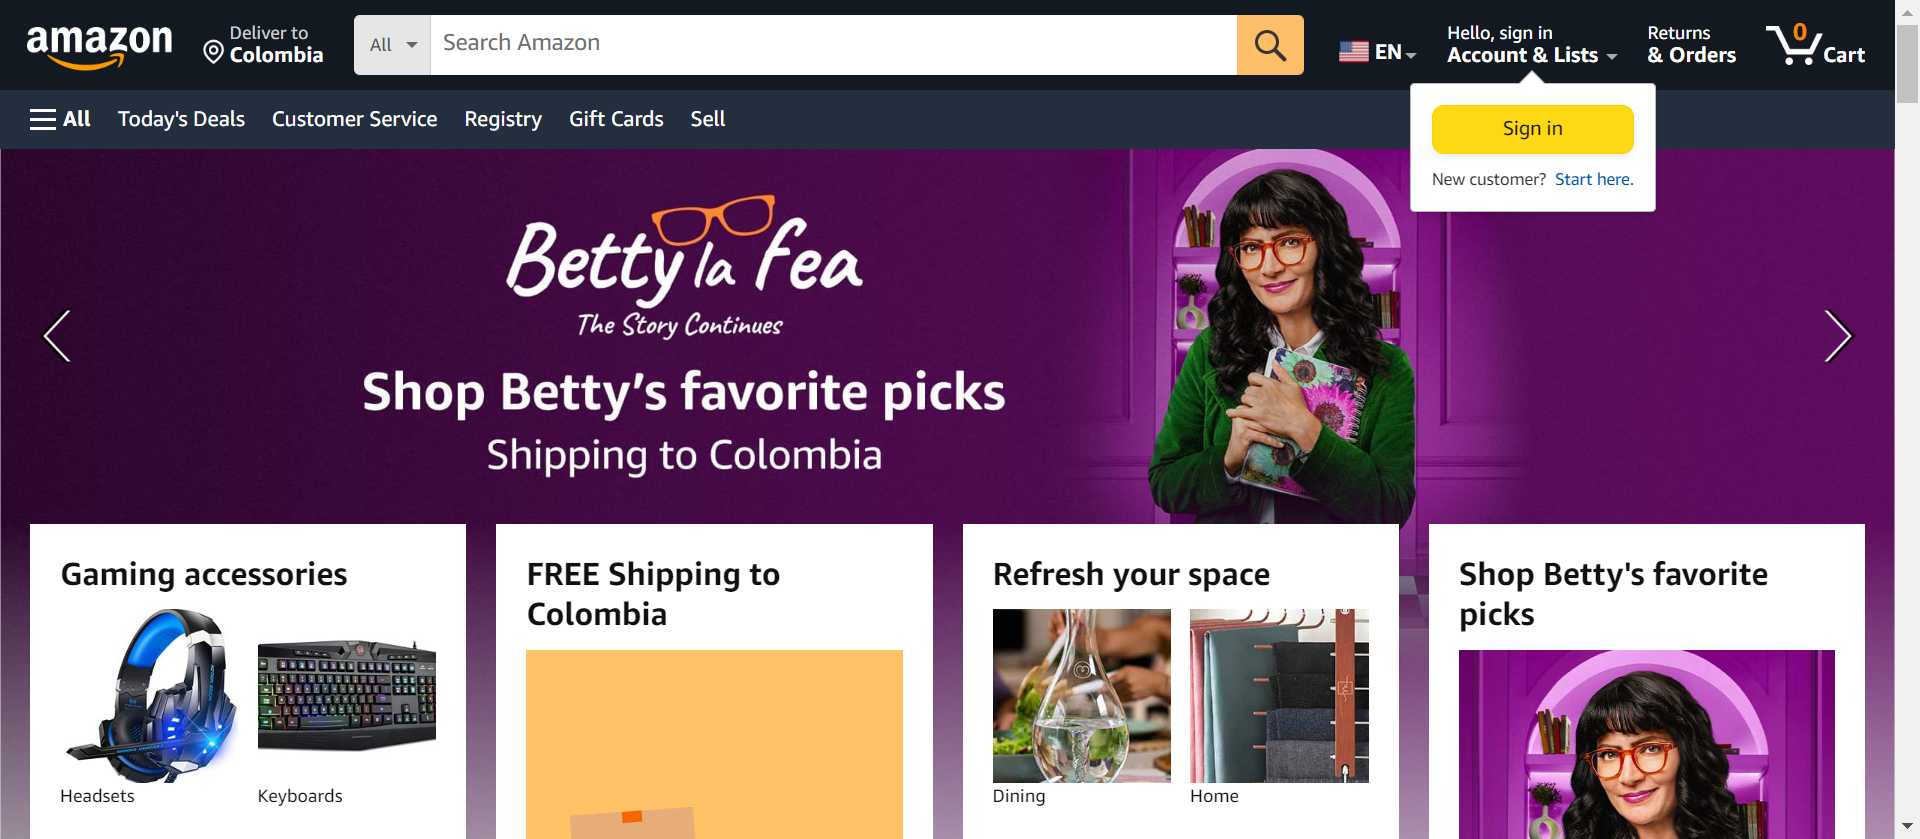 amazon
Deliver to
Colombia
All
Search Amazon
EN
Hello, sign in
Account & Lists
Returns
& Orders
0
Cart
All
Today's Deals
Customer Service
Registry
Gift Cards
Sell
Sign in
New customer? Start here.
Betty la fea
The Story Continues
Shop Betty’s favorite picks
Shipping to Colombia
Gaming accessories
Headsets
Keyboards
FREE Shipping to
Colombia
Refresh your space
Dining
Home
Shop Betty's favorite
picks